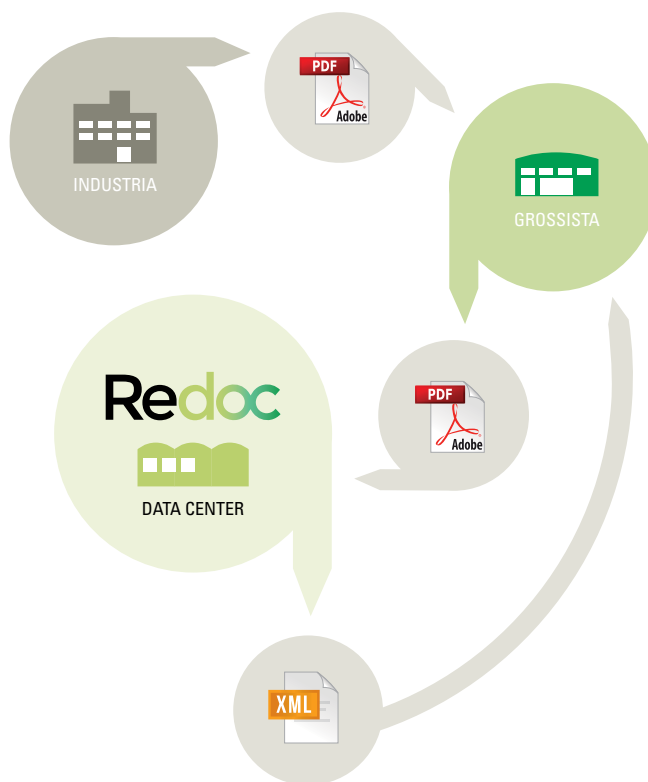 PDF
Adobe
INDUSTRIA
GROSSISTA
Redoc
DATA CENTER
PDF
Adobe
XML